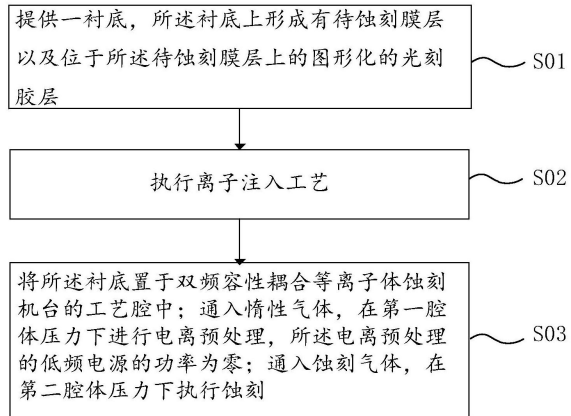 提供一衬底，所述衬底上形成有待蚀刻膜层
以及位于所述待蚀刻膜层上的图形化的光刻
胶层
S01
执行离子注入工艺
S02
将所述衬底置于双频容性耦合等离子体蚀刻
机台的工艺腔中；通入惰性气体，在第一腔
体压力下进行电离预处理，所述电离预处理
的低频电源的功率为零；通入蚀刻气体，在
第二腔体压力下执行蚀刻
S03